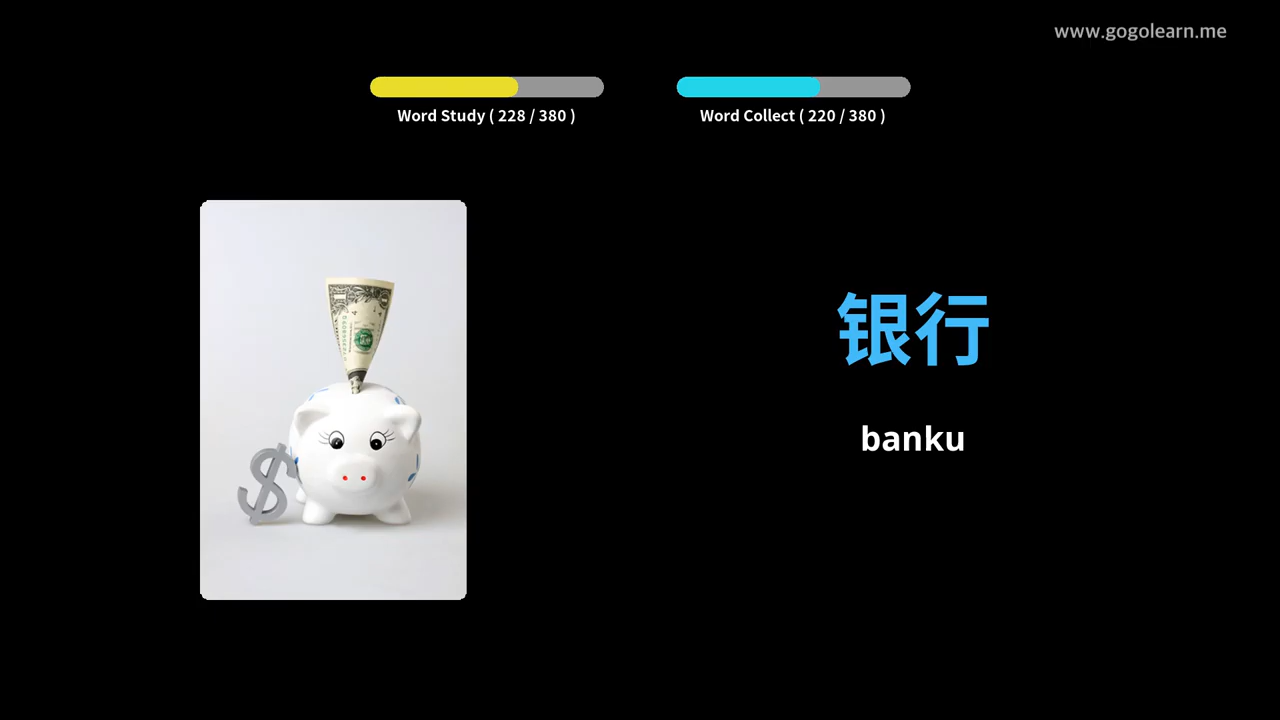 www.gogolearn.me
Word Study ( 228 / 380 )
Word Collect ( 220 / 380 )
银行
banku
$